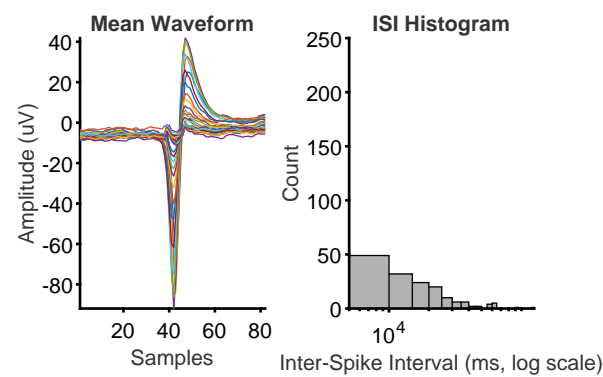 Mean Waveform
ISI Histogram
Amplitude (uV)
40
20
0
-20
-40
-60
-80
20 40 60 80
Samples
Count
250
200
150
100
50
0
10^4
Inter-Spike Interval (ms, log scale)